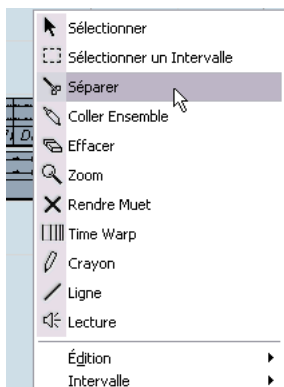 Sélectionner
Sélectionner un Intervalle
Séparer
Coller Ensemble
Effacer
Zoom
Rendre Muet
Time Warp
Crayon
Ligne
Lecture
Édition
Intervalle